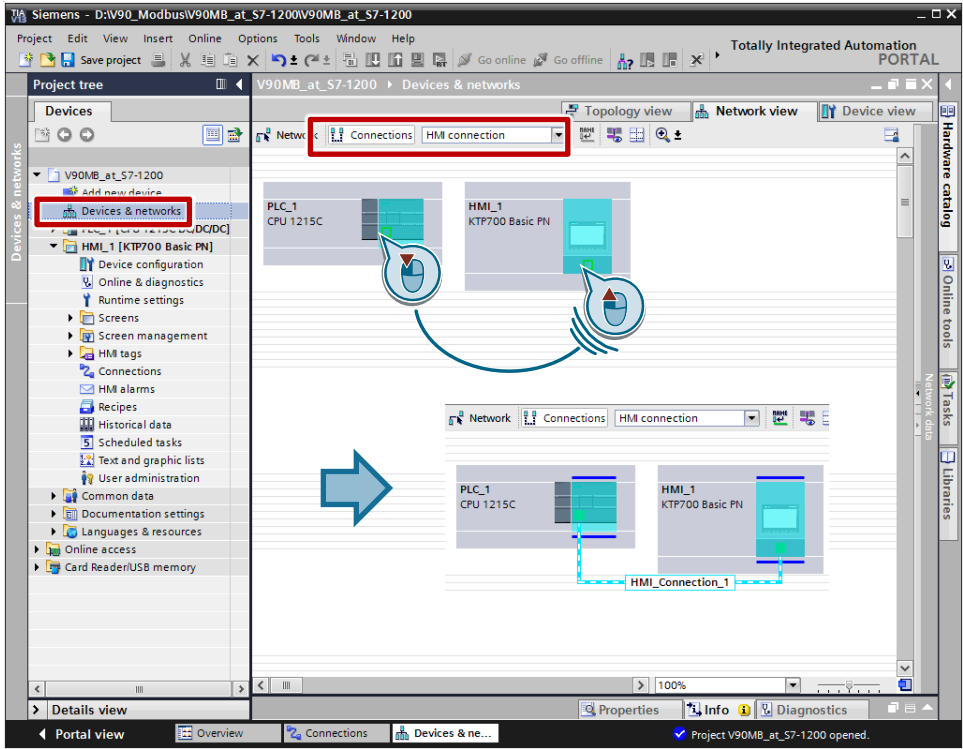 Siemens - D:\V90_Modbus\V90MB_at_S7-1200\V90MB_at_S7-1200
Project Edit View Insert Online Options Tools Window Help
Totally Integrated Automation
PORTAL
Save project Go online Go offline
Project tree
V90MB_at_S7-1200 Devices & networks
Devices
Topology view Network view Device view
Network Connections HMI connection
V90MB_at_S7-1200
Add new device
Devices & networks
PLC_1 [CPU 1215C DC/DC/DC]
HMI_1 [KTP700 Basic PN]
Device configuration
Online & diagnostics
Runtime settings
Screens
Screen management
HMI tags
Connections
HMI alarms
Recipes
Historical data
Scheduled tasks
Text and graphic lists
User administration
Common data
Documentation settings
Languages & resources
Online access
Card Reader/USB memory
PLC_1
CPU 1215C
HMI_1
KTP700 Basic PN
Network Connections HMI connection
PLC_1
CPU 1215C
HMI_1
KTP700 Basic PN
HMI_Connection_1
100%
Devices & networks
Hardware catalog
Online tools
Tasks
Libraries
Network data
Details view
Properties Info Diagnostics
Portal view Overview Connections Devices & ne...
Project V90MB_at_S7-1200 opened.